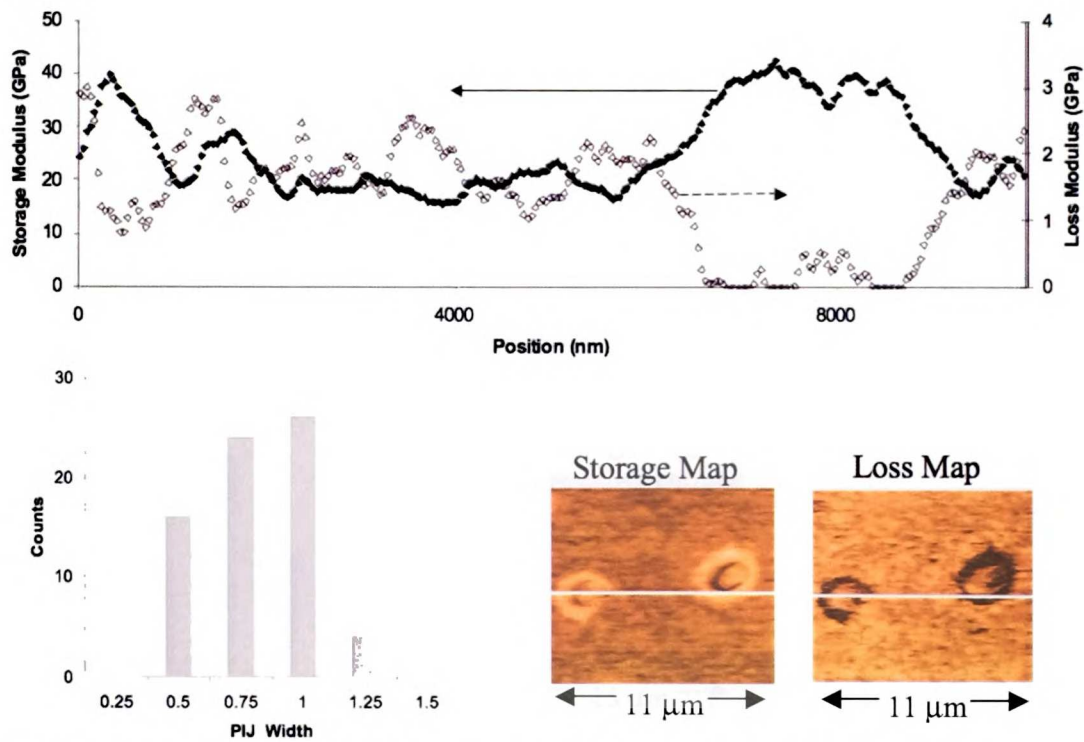 50
40
30
20
10
0
Storage Modulus (GPa)
4
3
2
1
0
Loss Modulus (GPa)
0 4000 8000
Position (nm)
30
20
10
0
Counts
0.25 0.5 0.75 1 1.25 1.5
PIJ Width
Storage Map Loss Map
11 µm 11 µm